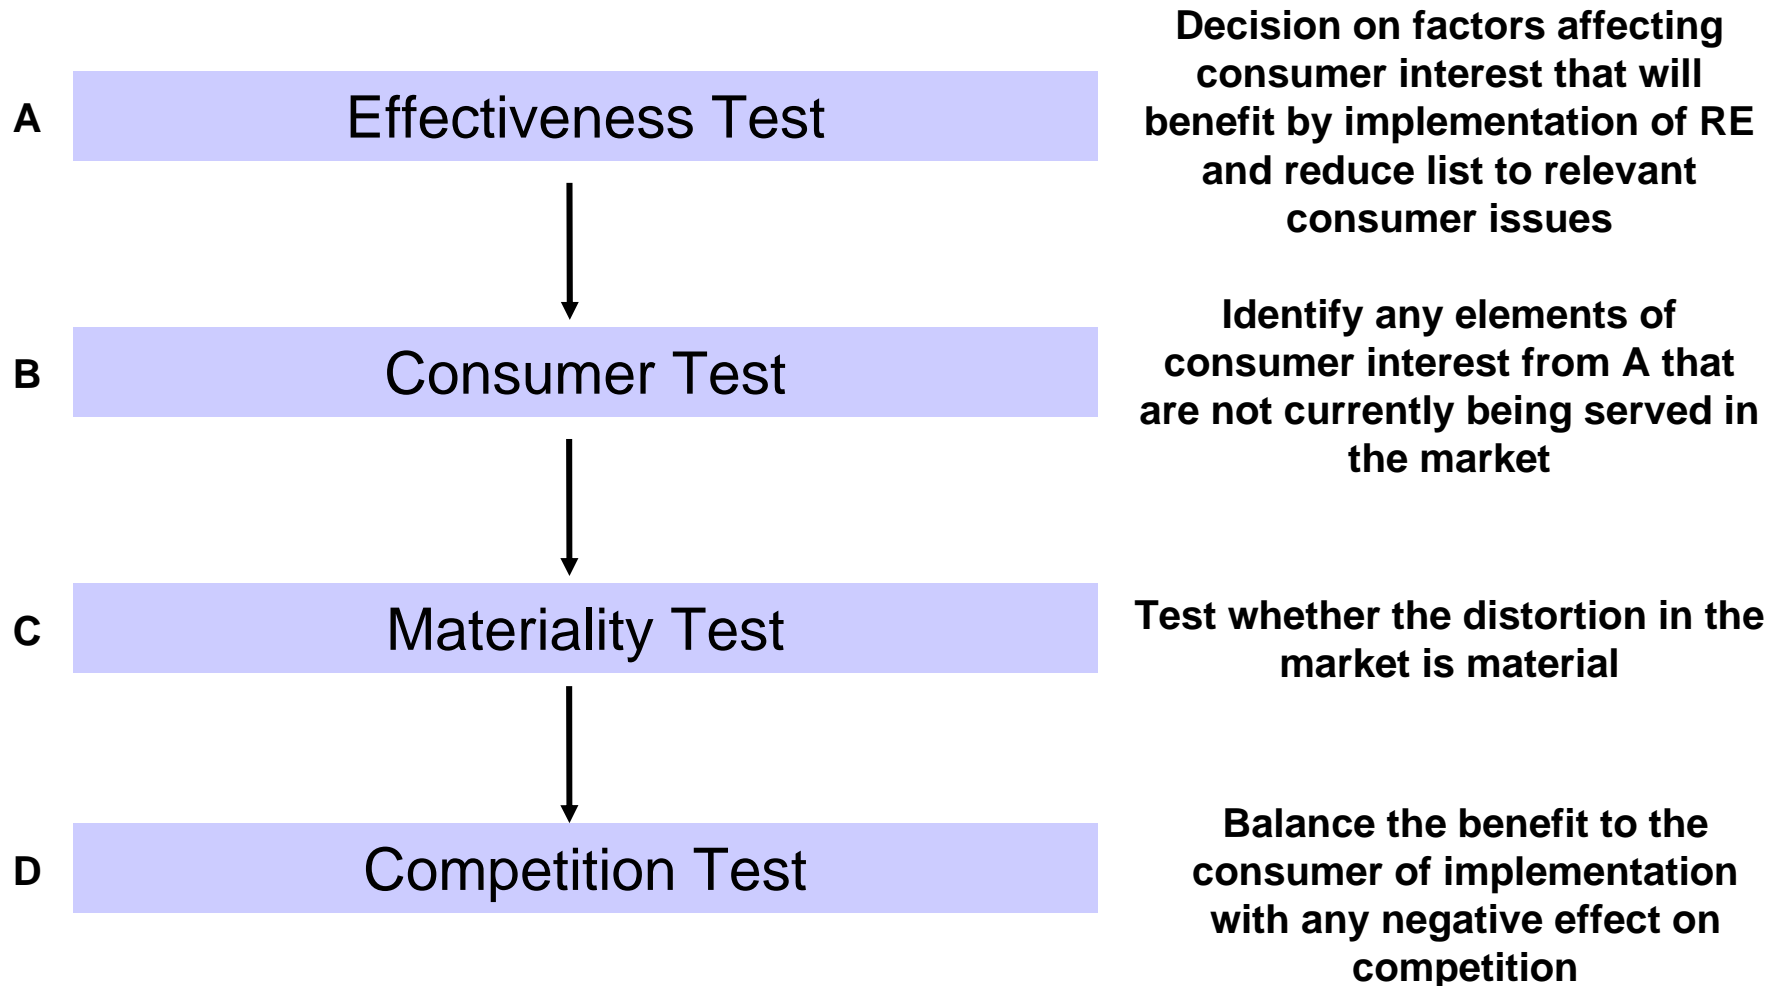 A
Effectiveness Test
Decision on factors affecting
consumer interest that will
benefit by implementation of RE
and reduce list to relevant
consumer issues
B
Consumer Test
Identify any elements of
consumer interest from A that
are not currently being served in
the market
C
Materiality Test
Test whether the distortion in the
market is material
D
Competition Test
Balance the benefit to the
consumer of implementation
with any negative effect on
competition